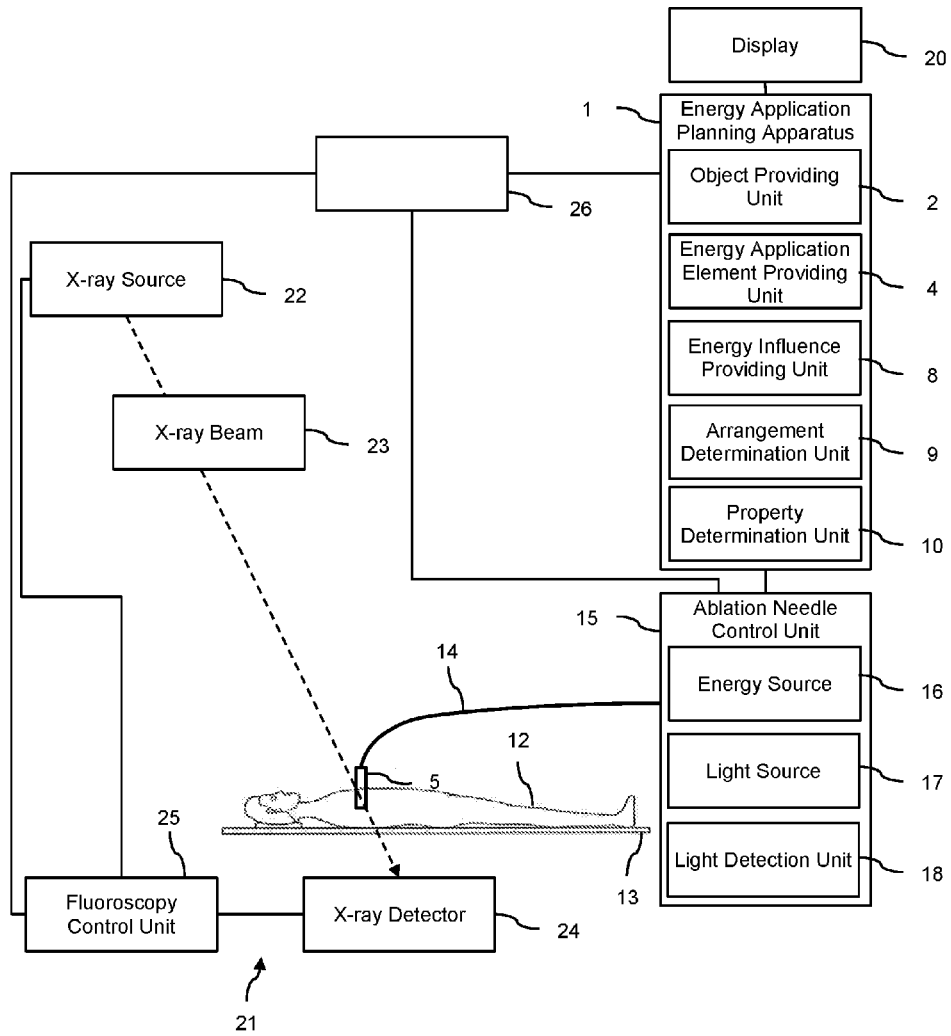 Display
20
1
Energy Application
Planning Apparatus
Object Providing
Unit
2
26
Energy Application
Element Providing
Unit
4
X-ray Source
22
Energy Influence
Providing Unit
8
X-ray Beam
23
Arrangement
Determination Unit
9
Property
Determination Unit
10
15
Ablation Needle
Control Unit
14
Energy Source
16
12
5
Light Source
17
25
13
Light Detection Unit
18
Fluoroscopy
Control Unit
X-ray Detector
24
21